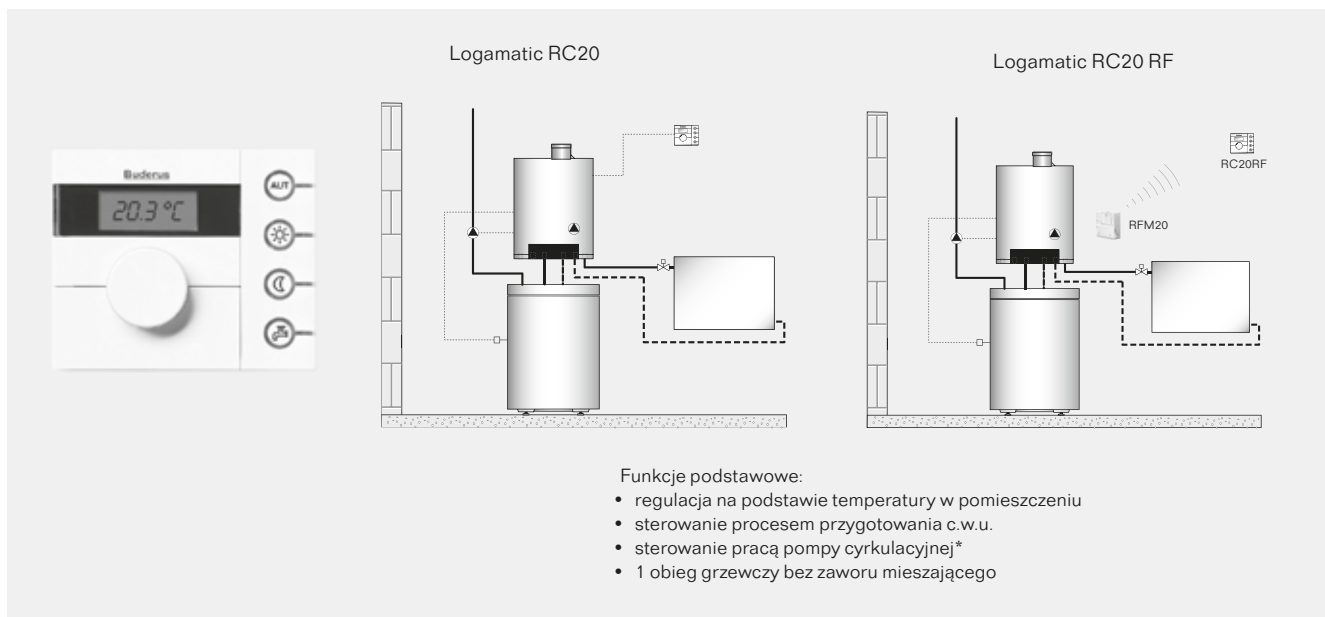 Logamatic RC20
Logamatic RC20 RF
Buderus
20.3 °C
AUT
RC20RF
RFM20
Funkcje podstawowe:
• regulacja na podstawie temperatury w pomieszczeniu
• sterowanie procesem przygotowania c.w.u.
• sterowanie pracą pompy cyrkulacyjnej*
• 1 obieg grzewczy bez zaworu mieszającego